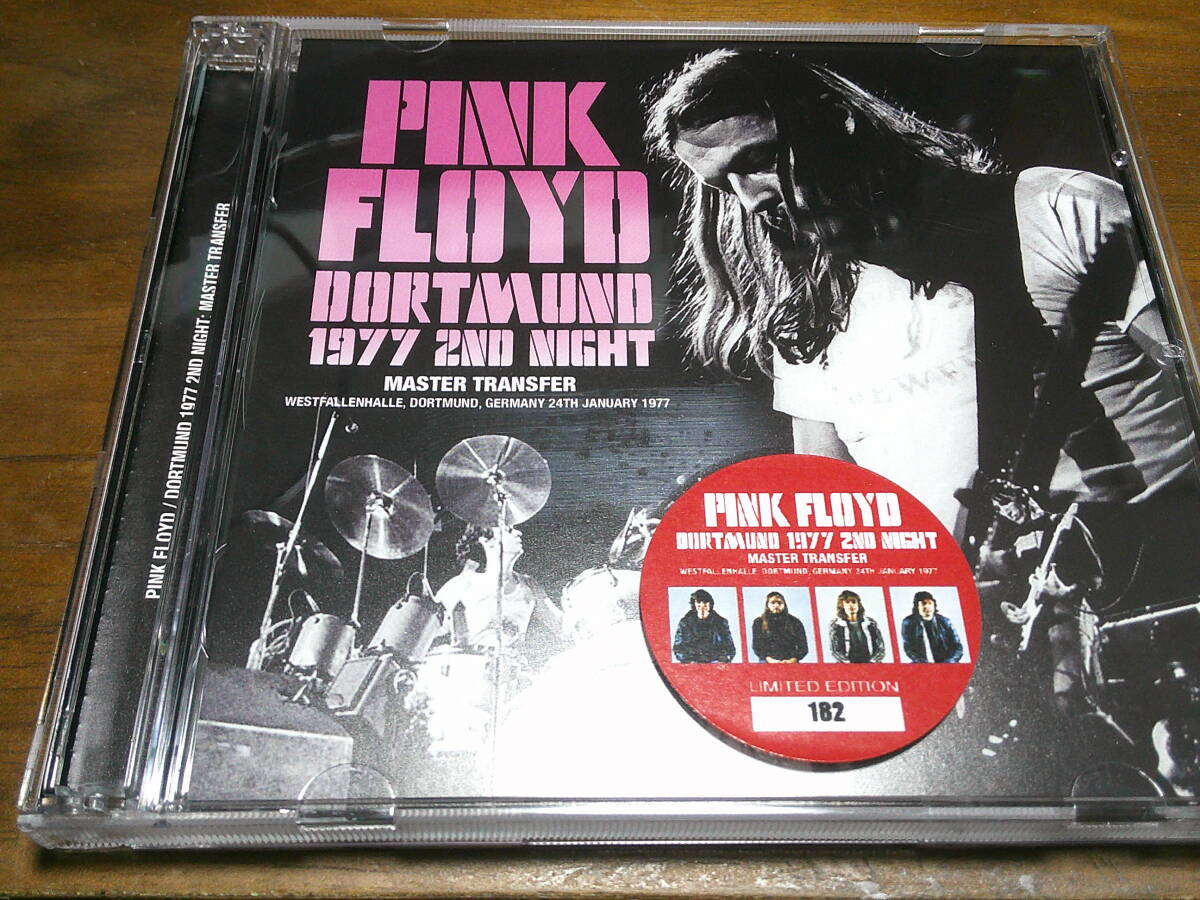 PINK
FLOYD
DORTMUND
1977 2ND NIGHT
MASTER TRANSFER
WESTFALLENHALLE, DORTMUND, GERMANY 24TH JANUARY 1977
PINK FLOYD / DORTMUND 1977 2ND NIGHT: MASTER TRANSFER
PINK FLOYD
DORTMUND 1977 2ND NIGHT
MASTER TRANSFER
WESTFALLENHALLE, DORTMUND, GERMANY 24TH JANUARY 1977
LIMITED EDITION
182